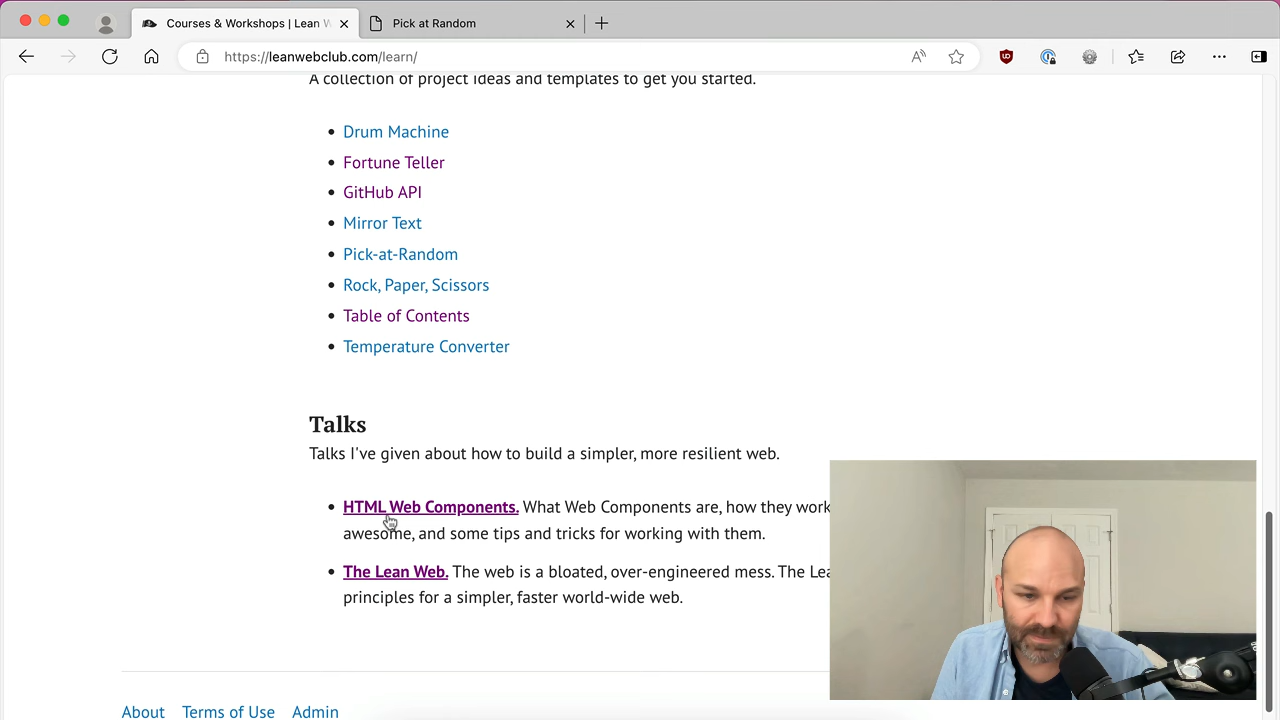 Courses & Workshops | Lean W
Pick at Random
https://leanwebclub.com/learn/
A collection of project ideas and templates to get you started.
Drum Machine
Fortune Teller
GitHub API
Mirror Text
Pick-at-Random
Rock, Paper, Scissors
Table of Contents
Temperature Converter
Talks
Talks I've given about how to build a simpler, more resilient web.
HTML Web Components. What Web Components are, how they work
awesome, and some tips and tricks for working with them.
The Lean Web. The web is a bloated, over-engineered mess. The Lea
principles for a simpler, faster world-wide web.
About Terms of Use Admin